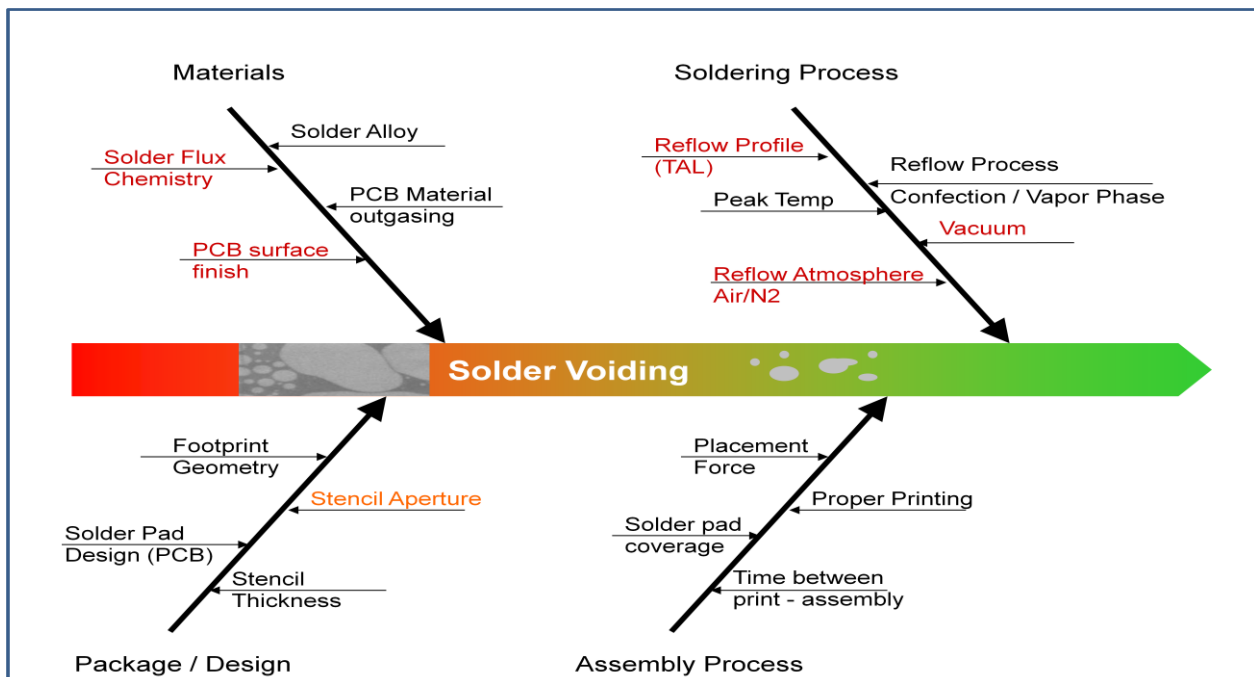 Materials
Soldering Process
Solder Alloy
Solder Flux
Chemistry
PCB Material
outgasing
PCB surface
finish
Reflow Profile
(TAL)
Reflow Process
Confection / Vapor Phase
Peak Temp
Vacuum
Reflow Atmosphere
Air/N2
Solder Voiding
Footprint
Geometry
Stencil Aperture
Solder Pad
Design (PCB)
Stencil
Thickness
Placement
Force
Proper Printing
Solder pad
coverage
Time between
print - assembly
Package / Design
Assembly Process